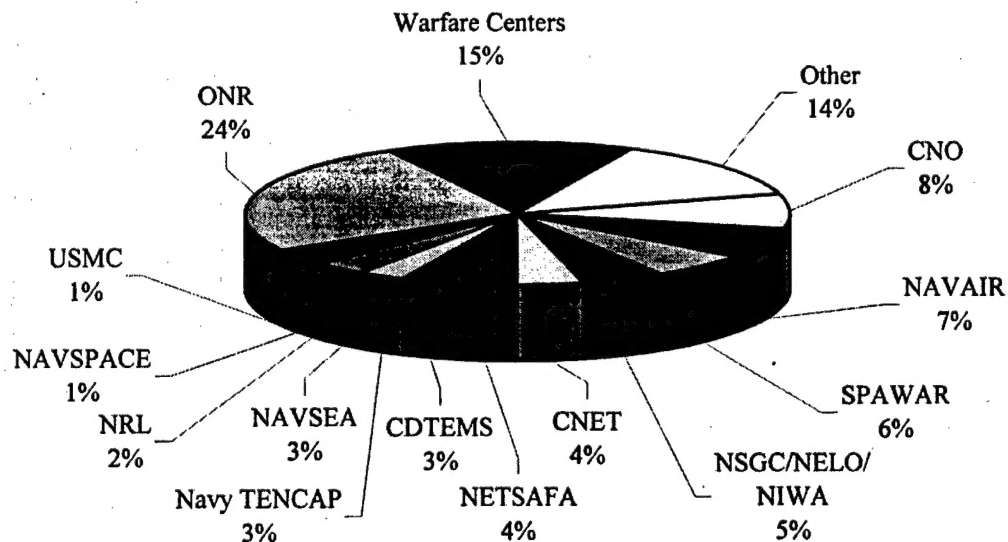 Warfare Centers
15%
Other
14%
ONR
24%
CNO
8%
USMC
1%
NAVAIR
7%
NAVSPACE
1%
SPAWAR
6%
NRL
2%
NAVSEA
3%
CDTEMS
3%
CNET
4%
NSGC/NELO/
NIWA
5%
Navy TENCAP
3%
NETSAFA
4%